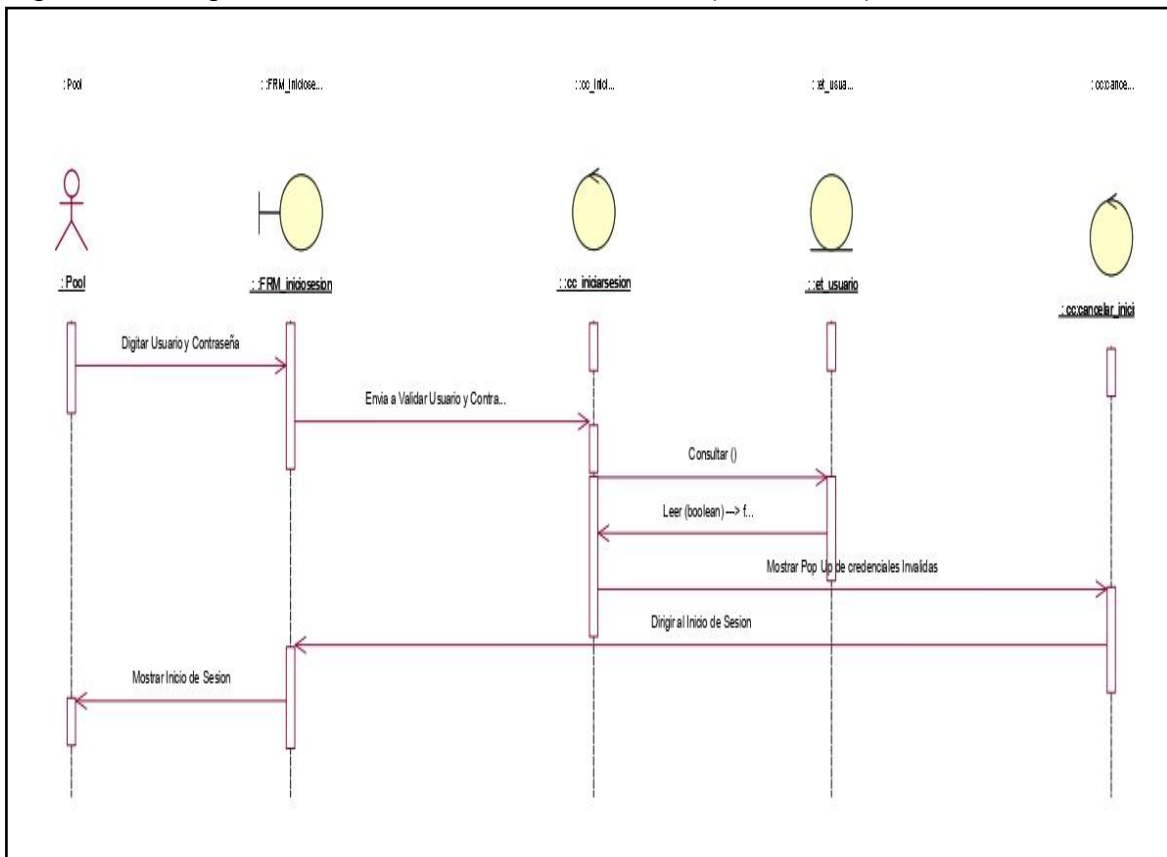 : Pool
: :FRM_Iniciose...
: :cc_inici...
: :et_usua...
: cc:cance...
: Pool
: :FRM_iniciosesion
: :cc_iniciarsesion
: :et_usuario
: cc:cancelar_inici
Digitar Usuario y Contraseña
Envia a Validar Usuario y Contra...
Consultar ()
Leer (boolean) ---> f...
Mostrar Pop Up de credenciales Invalidas
Dirigir al Inicio de Sesion
Mostrar Inicio de Sesion